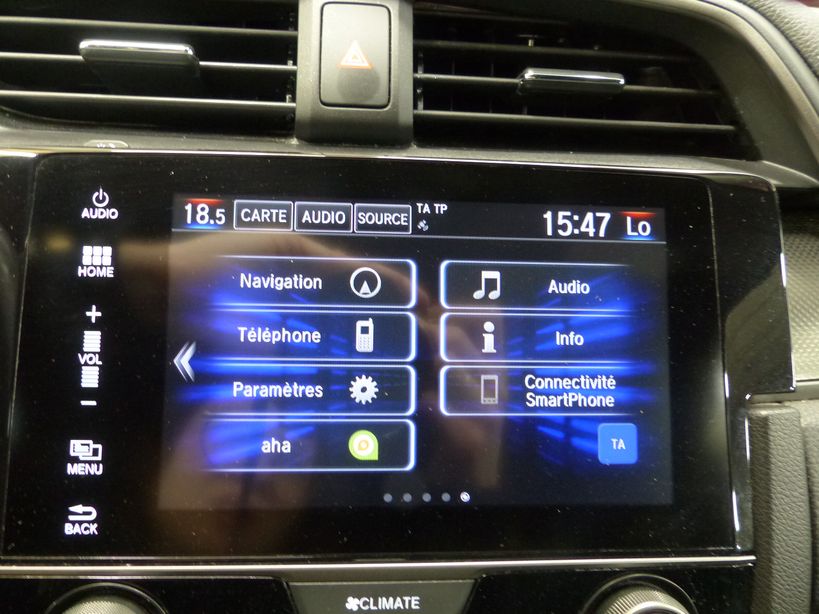 AUDIO
HOME
+
VOL
-
MENU
BACK
18.5 CARTE AUDIO SOURCE TA TP 15:47 Lo
Navigation Audio
Téléphone Info
Paramètres Connectivité
SmartPhone
aha TA
CLIMATE